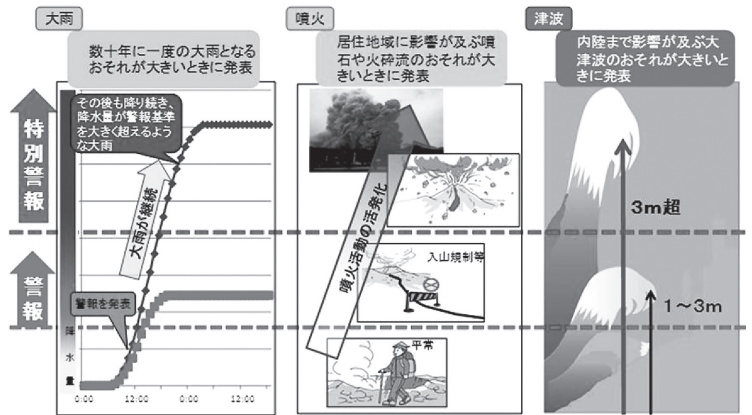 大雨
数十年に一度の大雨となる
おそれが大きいときに発表
噴火
居住地域に影響が及ぶ噴
石や火砕流のおそれが大
きいときに発表
津波
内陸まで影響が及ぶ大
津波のおそれが大きいと
きに発表
特別警報
警報
その後も降り続き、
降水量が警報基準
を大きく超えるよう
な大雨
大雨が継続
警報を発表
降水量
0:00
12:00
0:00
12:00
噴火活動の活発化
入山規制等
平常
3m超
1～3m